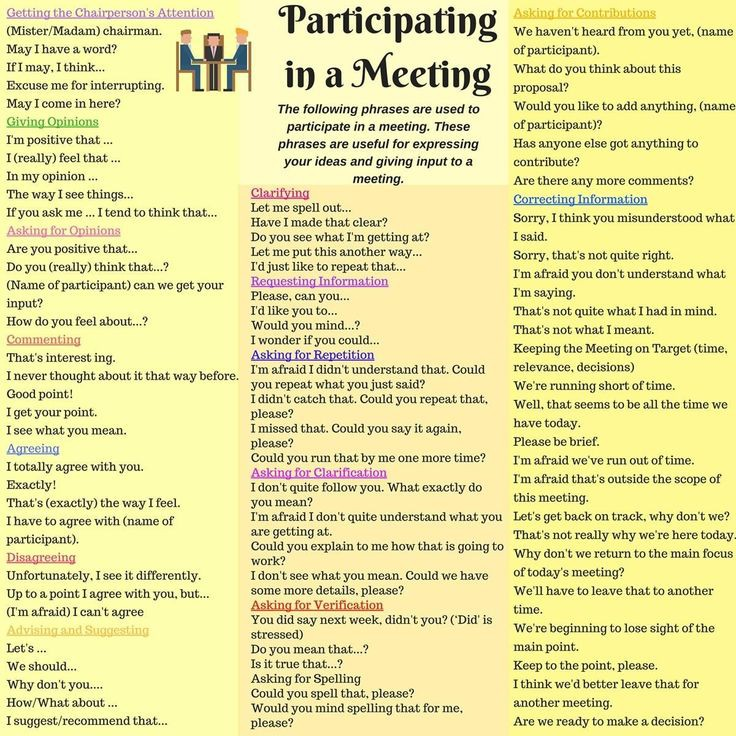 Getting the Chairperson's Attention
(Mister/Madam) chairman.
May I have a word?
If I may, I think...
Excuse me for interrupting.
May I come in here?
Giving Opinions
I'm positive that ...
I (really) feel that ...
In my opinion ...
The way I see things...
If you ask me ... I tend to think that...
Asking for Opinions
Are you positive that...
Do you (really) think that...?
(Name of participant) can we get your
input?
How do you feel about...?
Commenting
That's interest ing.
I never thought about it that way before.
Good point!
I get your point.
I see what you mean.
Agreeing
I totally agree with you.
Exactly!
That's (exactly) the way I feel.
I have to agree with (name of
participant).
Disagreeing
Unfortunately, I see it differently.
Up to a point I agree with you, but...
(I'm afraid) I can't agree
Advising and Suggesting
Let's ...
We should...
Why don't you....
How/What about ...
I suggest/recommend that...
Participating
in a Meeting
The following phrases are used to
participate in a meeting. These
phrases are useful for expressing
your ideas and giving input to a
meeting.
Clarifying
Let me spell out...
Have I made that clear?
Do you see what I'm getting at?
Let me put this another way...
I'd just like to repeat that...
Requesting Information
Please, can you...
I'd like you to...
Would you mind...?
I wonder if you could...
Asking for Repetition
I'm afraid I didn't understand that. Could
you repeat what you just said?
I didn't catch that. Could you repeat that,
please?
I missed that. Could you say it again,
please?
Could you run that by me one more time?
Asking for Clarification
I don't quite follow you. What exactly do
you mean?
I'm afraid I don't quite understand what you
are getting at.
Could you explain to me how that is going to
work?
I don't see what you mean. Could we have
some more details, please?
Asking for Verification
You did say next week, didn't you? ('Did' is
stressed)
Do you mean that...?
Is it true that...?
Asking for Spelling
Could you spell that, please?
Would you mind spelling that for me,
please?
Asking for Contributions
We haven't heard from you yet, (name
of participant).
What do you think about this
proposal?
Would you like to add anything, (name
of participant)?
Has anyone else got anything to
contribute?
Are there any more comments?
Correcting Information
Sorry, I think you misunderstood what
I said.
Sorry, that's not quite right.
I'm afraid you don't understand what
I'm saying.
That's not quite what I had in mind.
That's not what I meant.
Keeping the Meeting on Target (time,
relevance, decisions)
We're running short of time.
Well, that seems to be all the time we
have today.
Please be brief.
I'm afraid we've run out of time.
I'm afraid that's outside the scope of
this meeting.
Let's get back on track, why don't we?
That's not really why we're here today.
Why don't we return to the main focus
of today's meeting?
We'll have to leave that to another
time.
We're beginning to lose sight of the
main point.
Keep to the point, please.
I think we'd better leave that for
another meeting.
Are we ready to make a decision?